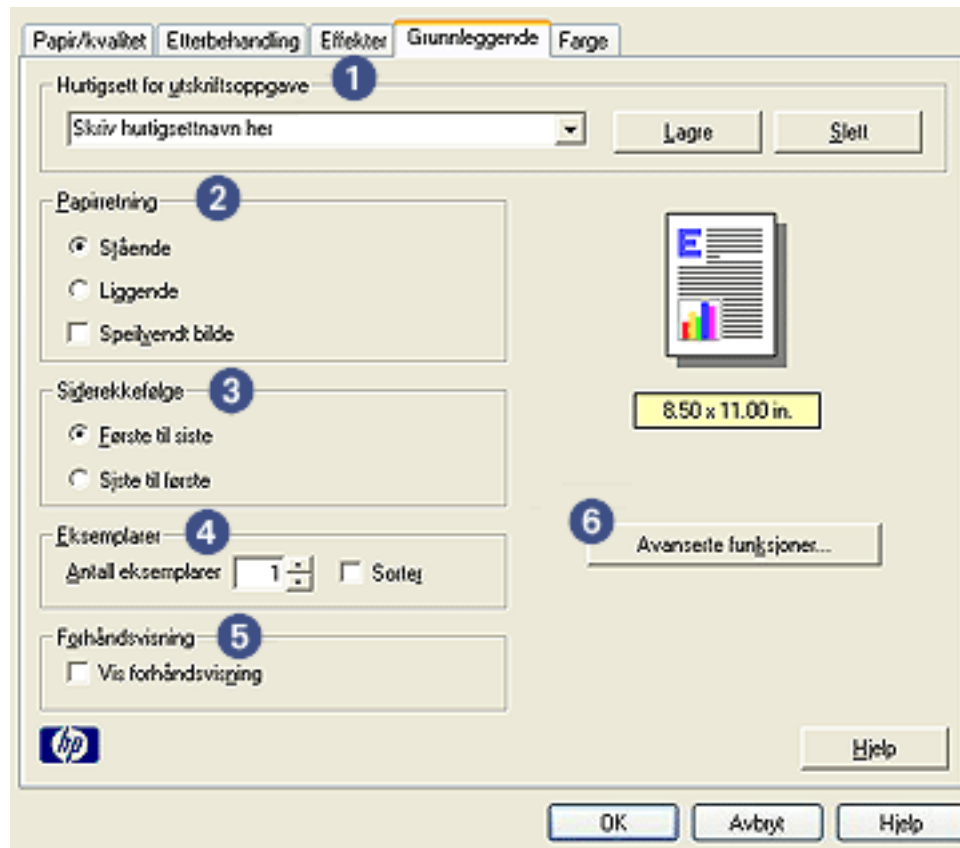 Papir/kvalitet Etterbehandling Effekter Grunnleggende Farge
Hurtigsett for utskriftsoppgave 1
Skriv hurtigsettnavn her Lagre Slett
Papirretning 2
Stående
Liggende
Speilvendt bilde
E
8.50 x 11.00 in.
Siderekkefølge 3
Første til siste
Siste til første
6 Avanserte funksjoner...
Eksemplarer 4
Antall eksemplarer 1 Sorter
Forhåndsvisning 5
Vis forhåndsvisning
hp
Hjelp
OK Avbryt Hjelp